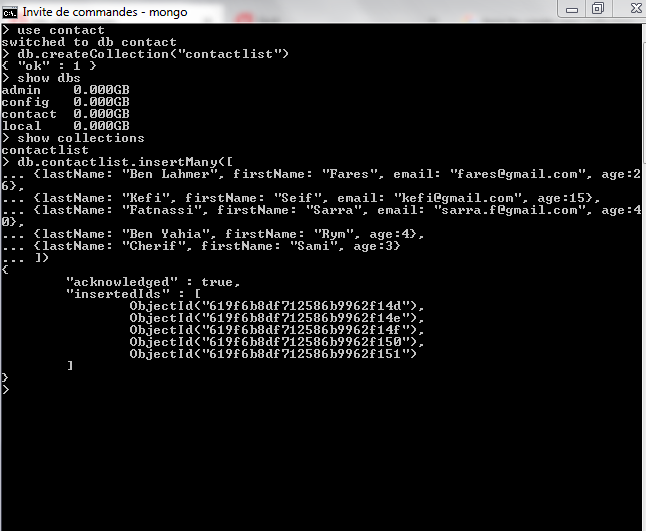 Invite de commandes - mongo
> use contact
switched to db contact
> db.createCollection("contactlist")
{ "ok" : 1 }
> show dbs
admin    0.000GB
config   0.000GB
contact  0.000GB
local    0.000GB
> show collections
contactlist
> db.contactlist.insertMany([
... {lastName: "Ben Lahmer", firstName: "Fares", email: "fares@gmail.com", age:2
6},
... {lastName: "Kefi", firstName: "Seif", email: "kefi@gmail.com", age:15},
... {lastName: "Fatnassi", firstName: "Sarra", email: "sarra.f@gmail.com", age:4
0},
... {lastName: "Ben Yahia", firstName: "Rym", age:4},
... {lastName: "Cherif", firstName: "Sami", age:3}
... ])
{
        "acknowledged" : true,
        "insertedIds" : [
                ObjectId("619f6b8df712586b9962f14d"),
                ObjectId("619f6b8df712586b9962f14e"),
                ObjectId("619f6b8df712586b9962f14f"),
                ObjectId("619f6b8df712586b9962f150"),
                ObjectId("619f6b8df712586b9962f151")
        ]
}
>